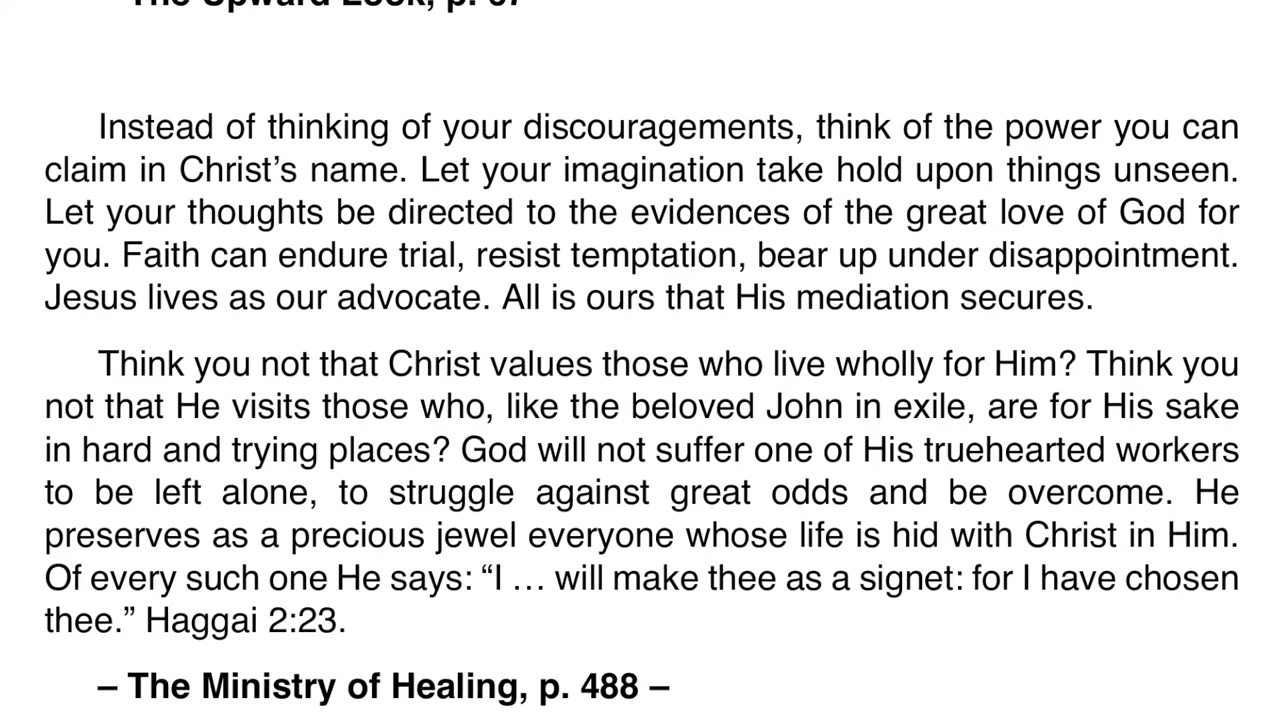 The Upward Look, p.
Instead of thinking of your discouragements, think of the power you can
claim in Christ’s name. Let your imagination take hold upon things unseen.
Let your thoughts be directed to the evidences of the great love of God for
you. Faith can endure trial, resist temptation, bear up under disappointment.
Jesus lives as our advocate. All is ours that His mediation secures.
Think you not that Christ values those who live wholly for Him? Think you
not that He visits those who, like the beloved John in exile, are for His sake
in hard and trying places? God will not suffer one of His truehearted workers
to be left alone, to struggle against great odds and be overcome. He
preserves as a precious jewel everyone whose life is hid with Christ in Him.
Of every such one He says: “I … will make thee as a signet: for I have chosen
thee.” Haggai 2:23.
– The Ministry of Healing, p. 488 –